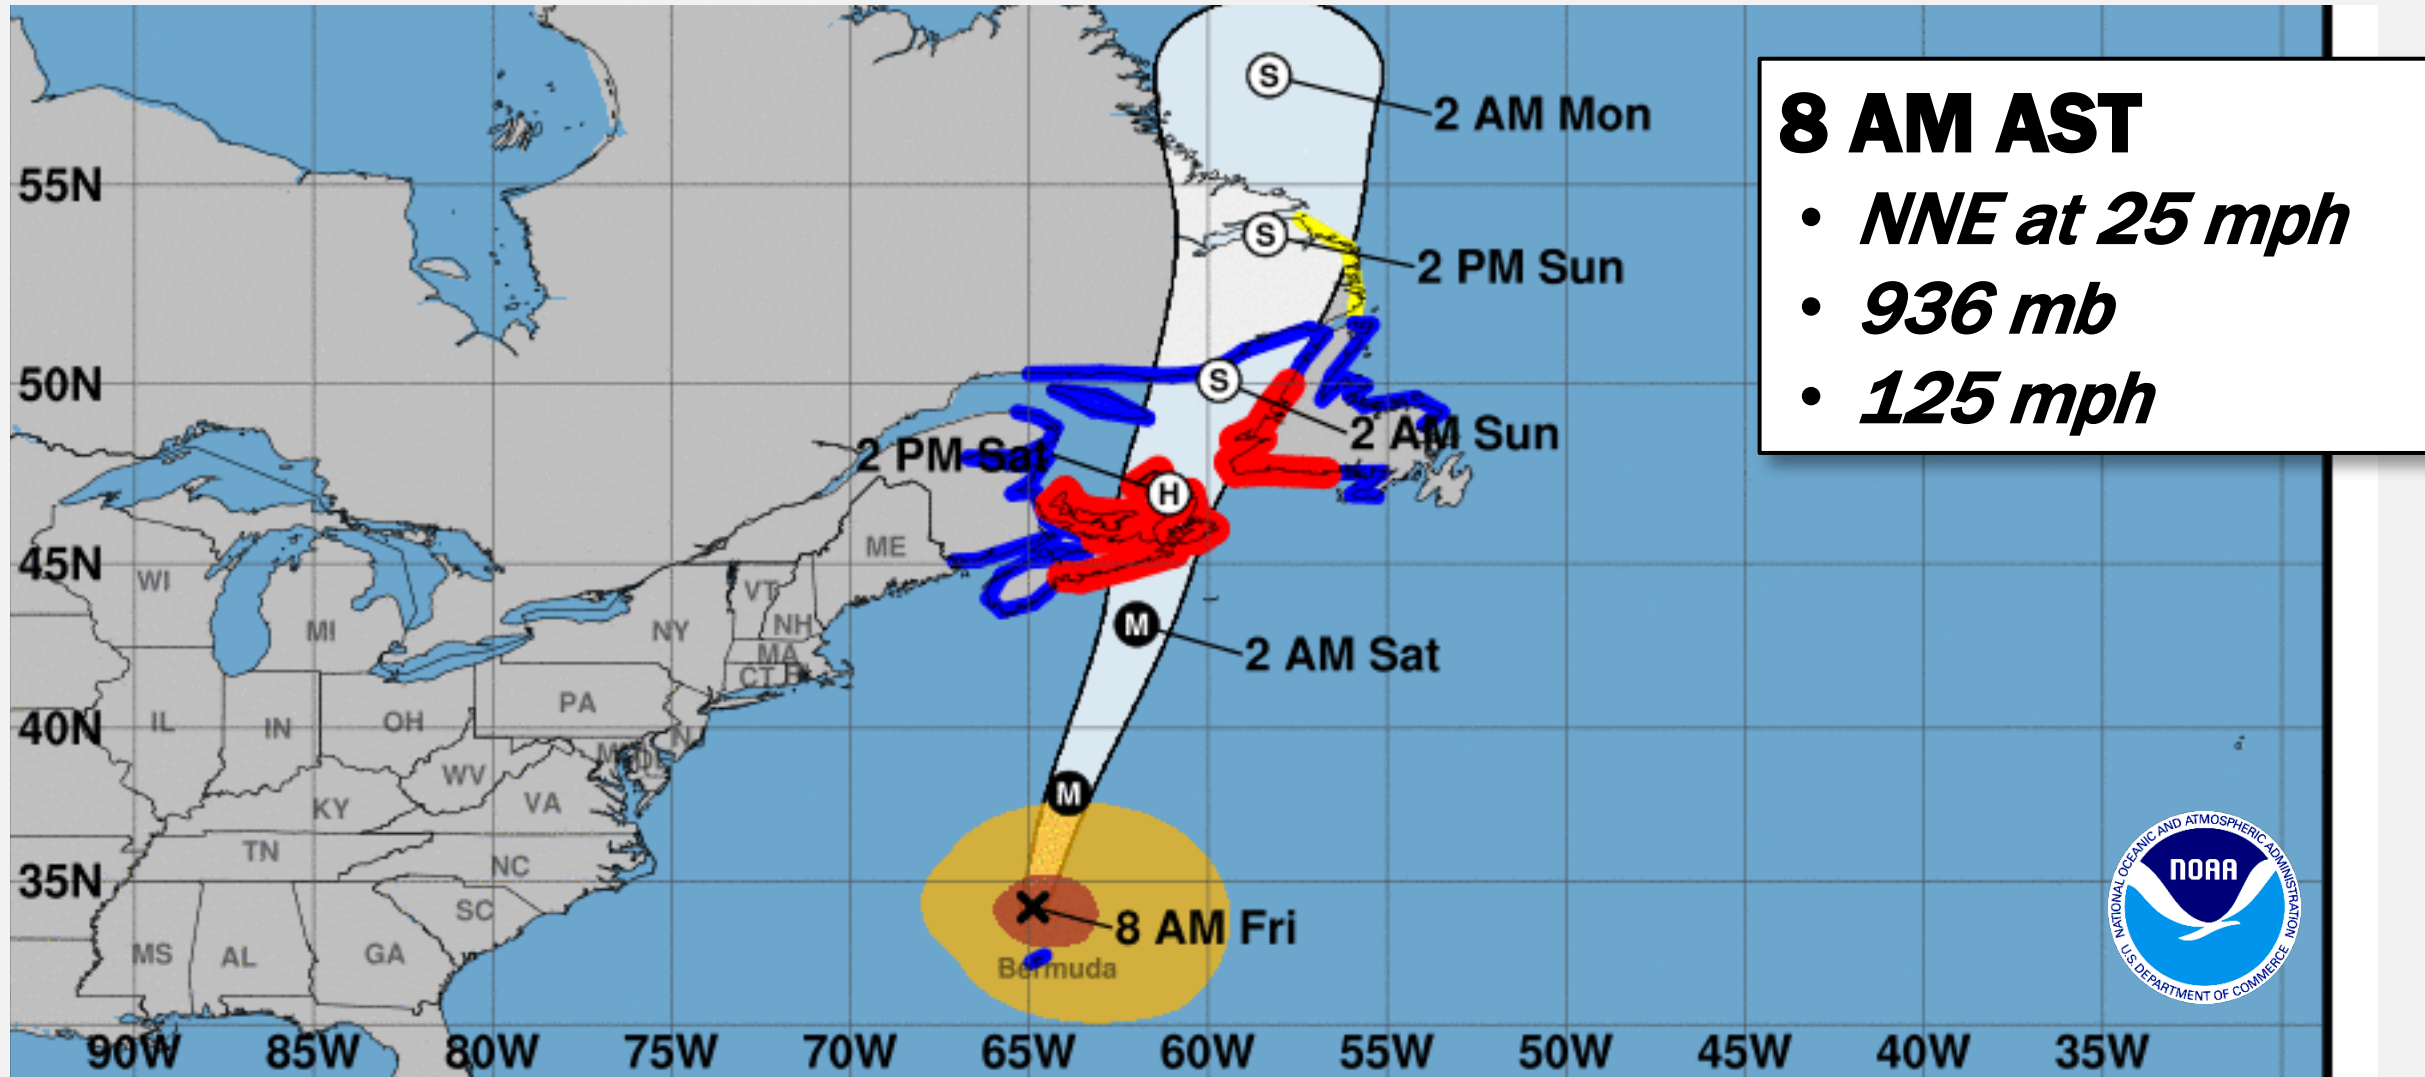 S
2 AM Mon
8 AM AST
• NNE at 25 mph
• 936 mb
• 125 mph
55N
S
2 PM Sun
50N
S
2 AM Sun
2 PM Sat
H
45N
WI
ME
VT
NH
MI
NY
MA
CT
M
2 AM Sat
PA
IL
IN
OH
40N
WV
M
KY
VA
TN
NC
35N
SC
8 AM Fri
MS
AL
GA
Bermuda
NATIONAL OCEANIC AND ATMOSPHERIC ADMINISTRATION
NOAA
U.S. DEPARTMENT OF COMMERCE
90W 85W 80W 75W 70W 65W 60W 55W 50W 45W 40W 35W